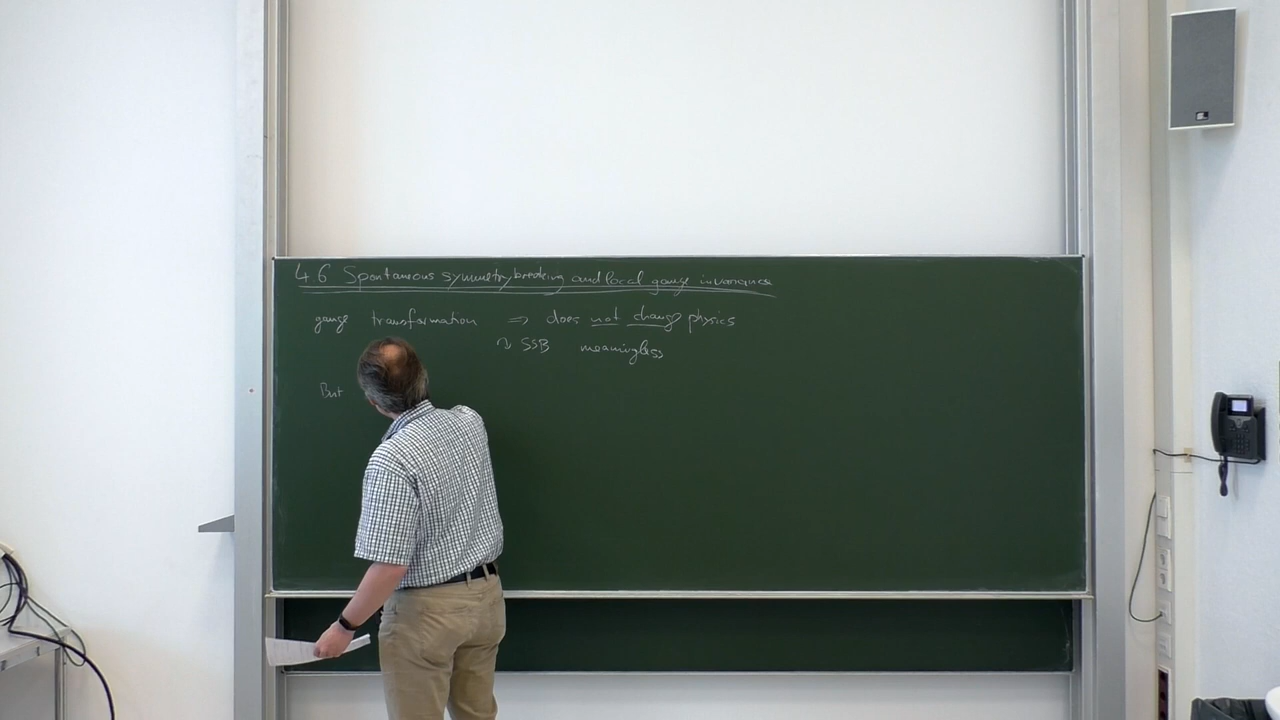 4.6 Spontaneous symmetry breaking and local gauge invariance
gauge transformation ⇒ does not change physics
↷ SSB meaningless
But